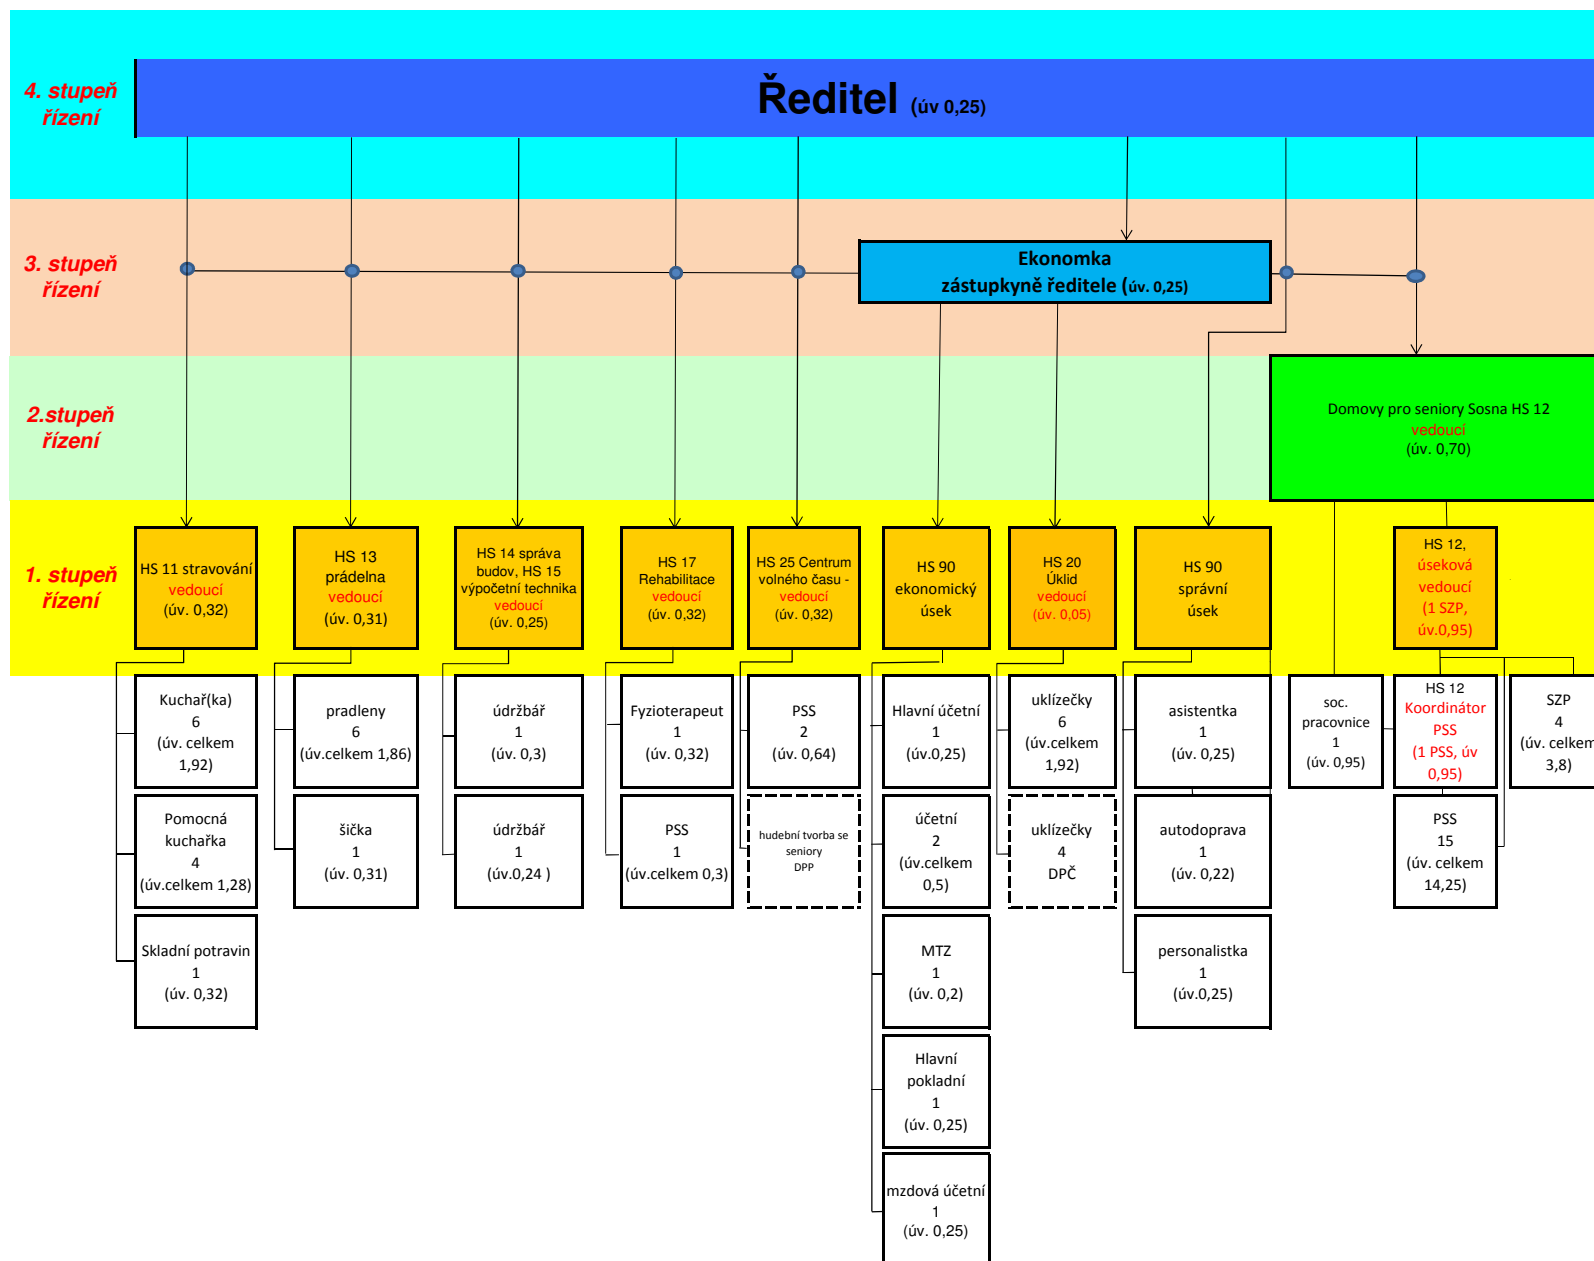 4. stupeň
řízení
Ředitel (úv 0,25)
3. stupeň
řízení
Ekonomka
zástupkyně ředitele (úv. 0,25)
2.stupeň
řízení
Domovy pro seniory Sosna HS 12
vedoucí
(úv. 0,70)
1. stupeň
řízení
HS 11 stravování
vedoucí
(úv. 0,32)
HS 13
prádelna
vedoucí
(úv. 0,31)
HS 14 správa
budov, HS 15
výpočetní technika
vedoucí
(úv. 0,25)
HS 17
Rehabilitace
vedoucí
(úv. 0,32)
HS 25 Centrum
volného času -
vedoucí
(úv. 0,32)
HS 90
ekonomický
úsek
HS 20
Úklid
vedoucí
(úv. 0,05)
HS 90
správní
úsek
HS 12,
úseková
vedoucí
(1 SZP,
úv.0,95)
Kuchař(ka)
6
(úv. celkem
1,92)
pradleny
6
(úv.celkem 1,86)
údržbář
1
(úv. 0,3)
Fyzioterapeut
1
(úv. 0,32)
PSS
2
(úv. 0,64)
Hlavní účetní
1
(úv.0,25)
uklízečky
6
(úv.celkem
1,92)
asistentka
1
(úv. 0,25)
soc.
pracovnice
1
(úv. 0,95)
HS 12
Koordinátor
PSS
(1 PSS, úv
0,95)
SZP
4
(úv. celkem
3,8)
Pomocná
kuchařka
4
(úv.celkem 1,28)
šička
1
(úv. 0,31)
údržbář
1
(úv.0,24 )
PSS
1
(úv.celkem 0,3)
hudební tvorba se
seniory
DPP
účetní
2
(úv.celkem
0,5)
uklízečky
4
DPČ
autodoprava
1
(úv. 0,22)
PSS
15
(úv. celkem
14,25)
Skladní potravin
1
(úv. 0,32)
MTZ
1
(úv. 0,2)
personalistka
1
(úv.0,25)
Hlavní
pokladní
1
(úv. 0,25)
mzdová účetní
1
(úv. 0,25)